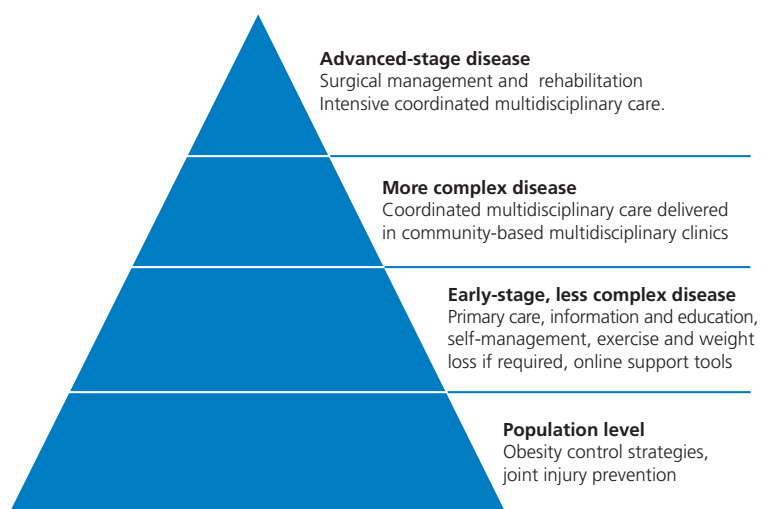 Advanced-stage disease
Surgical management and rehabilitation
Intensive coordinated multidisciplinary care.
More complex disease
Coordinated multidisciplinary care delivered
in community-based multidisciplinary clinics
Early-stage, less complex disease
Primary care, information and education,
self-management, exercise and weight
loss if required, online support tools
Population level
Obesity control strategies,
joint injury prevention